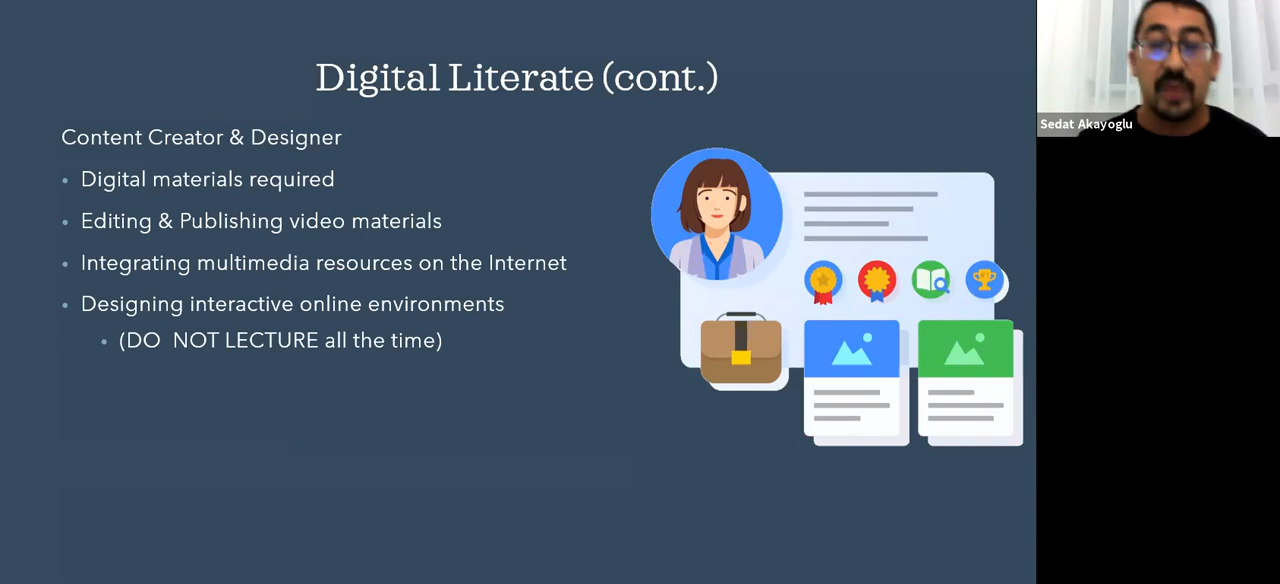 Digital Literate (cont.)
Content Creator & Designer
• Digital materials required
• Editing & Publishing video materials
• Integrating multimedia resources on the Internet
• Designing interactive online environments
• (DO NOT LECTURE all the time)
Sedat Akayoglu